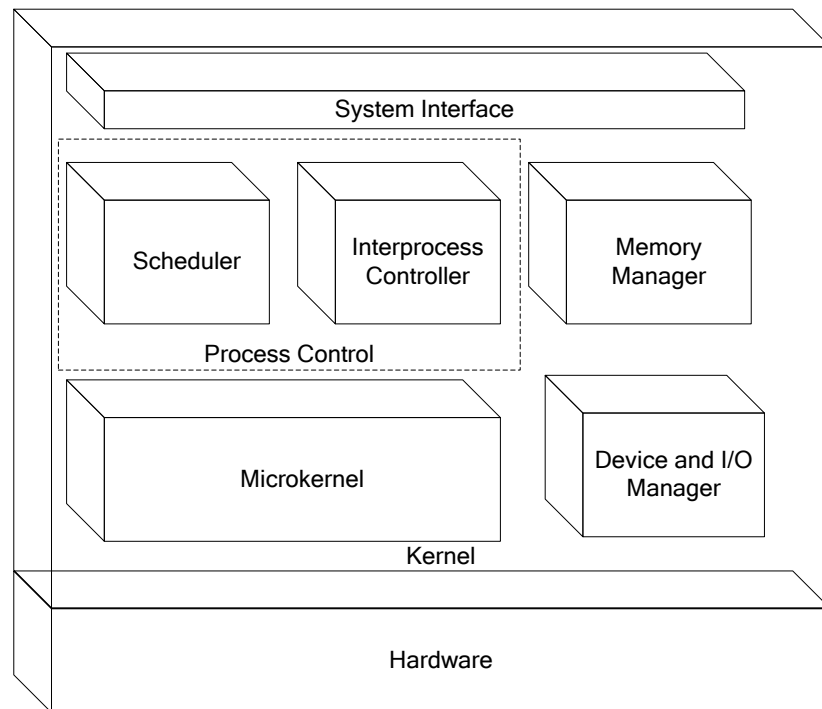 System Interface
Scheduler
Interprocess
Controller
Memory
Manager
Process Control
Microkernel
Device and I/O
Manager
Kernel
Hardware